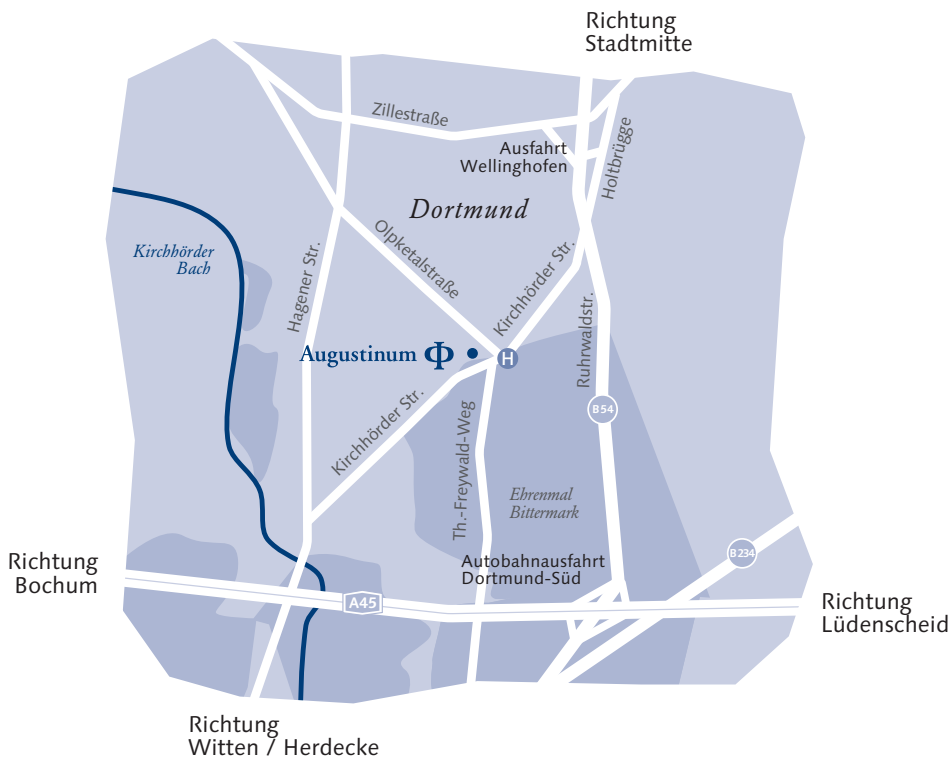 Richtung
Stadtmitte
Zillestraße
Ausfahrt
Wellinghofen
Holtbrügge
Dortmund
Kirchhörder
Bach
Hagener Str.
Olpketalstraße
Kirchhörder Str.
Ruhrwaldstr.
Augustinum Φ
H
Kirchhörder Str.
B54
Th.-Freywald-Weg
Ehrenmal
Bittermark
B234
Autobahnausfahrt
Dortmund-Süd
Richtung
Bochum
A45
Richtung
Lüdenscheid
Richtung
Witten / Herdecke